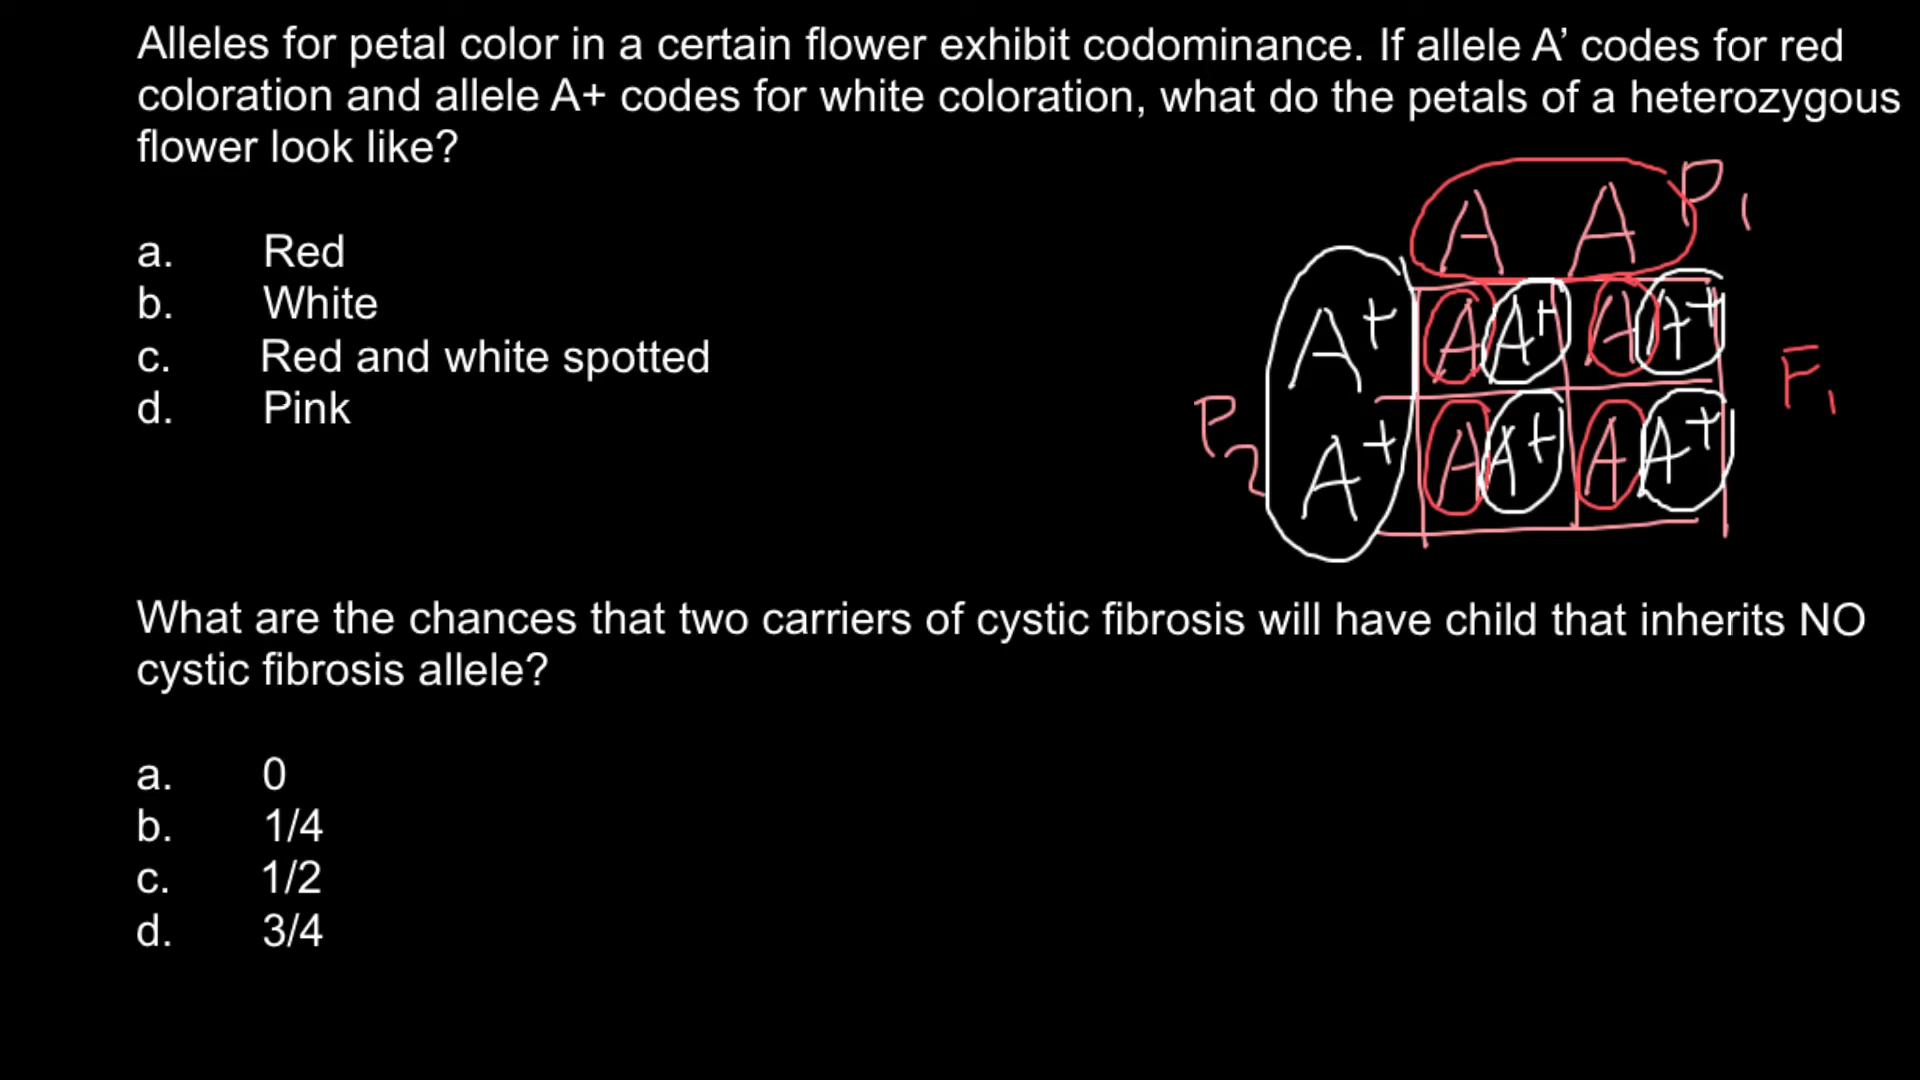 Alleles for petal color in a certain flower exhibit codominance. If allele A’ codes for red
coloration and allele A+ codes for white coloration, what do the petals of a heterozygous
flower look like?
P1
A A
a. Red
b. White
c. Red and white spotted
d. Pink
A+ AA+ AA+
F1
P2
A+ AA+ AA+
What are the chances that two carriers of cystic fibrosis will have child that inherits NO
cystic fibrosis allele?
a. 0
b. 1/4
c. 1/2
d. 3/4